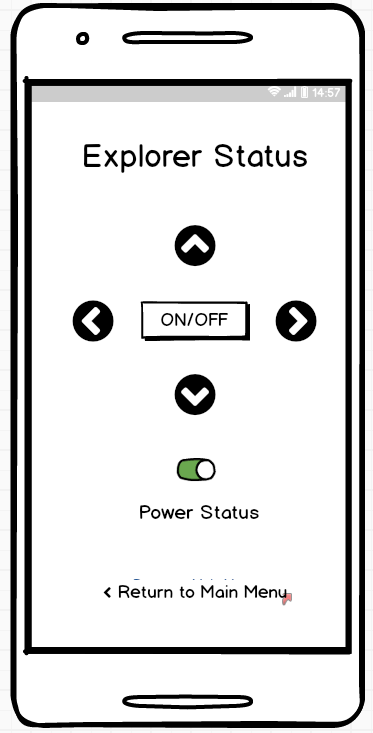 14:57
Explorer Status
ON/OFF
Power Status
< Return to Main Menu